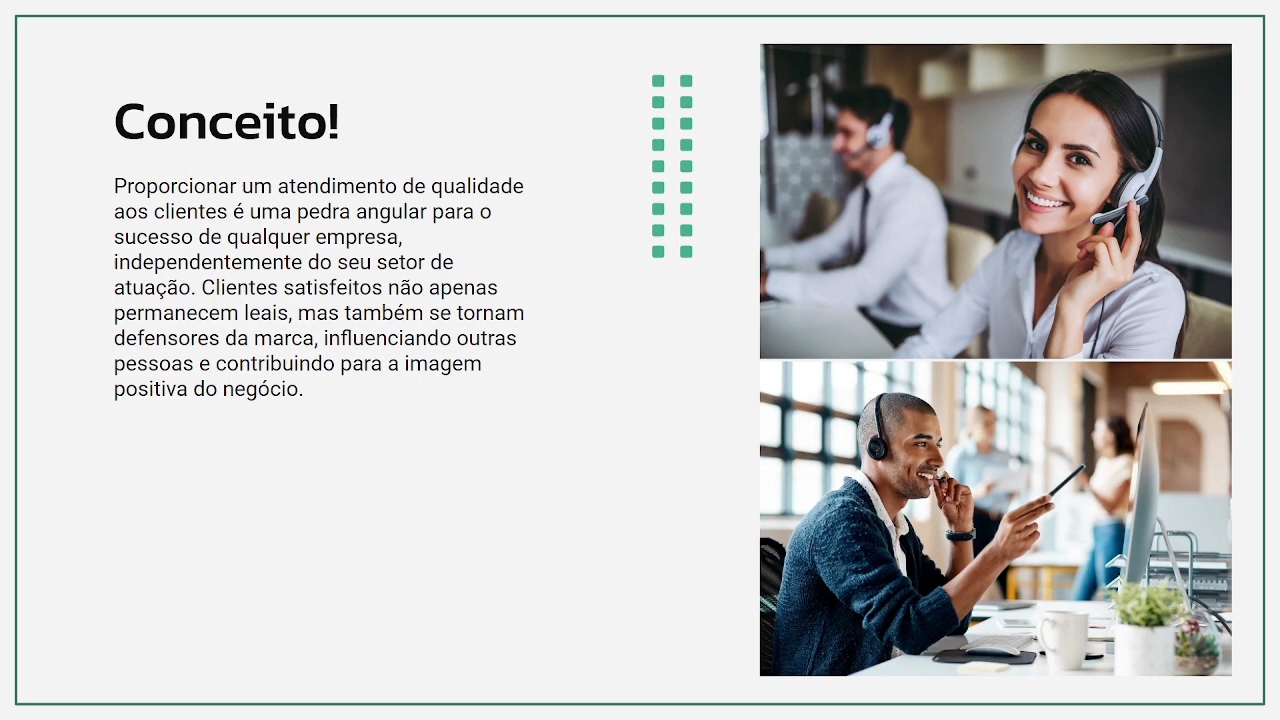 Conceito!
Proporcionar um atendimento de qualidade
aos clientes é uma pedra angular para o
sucesso de qualquer empresa,
independentemente do seu setor de
atuação. Clientes satisfeitos não apenas
permanecem leais, mas também se tornam
defensores da marca, influenciando outras
pessoas e contribuindo para a imagem
positiva do negócio.